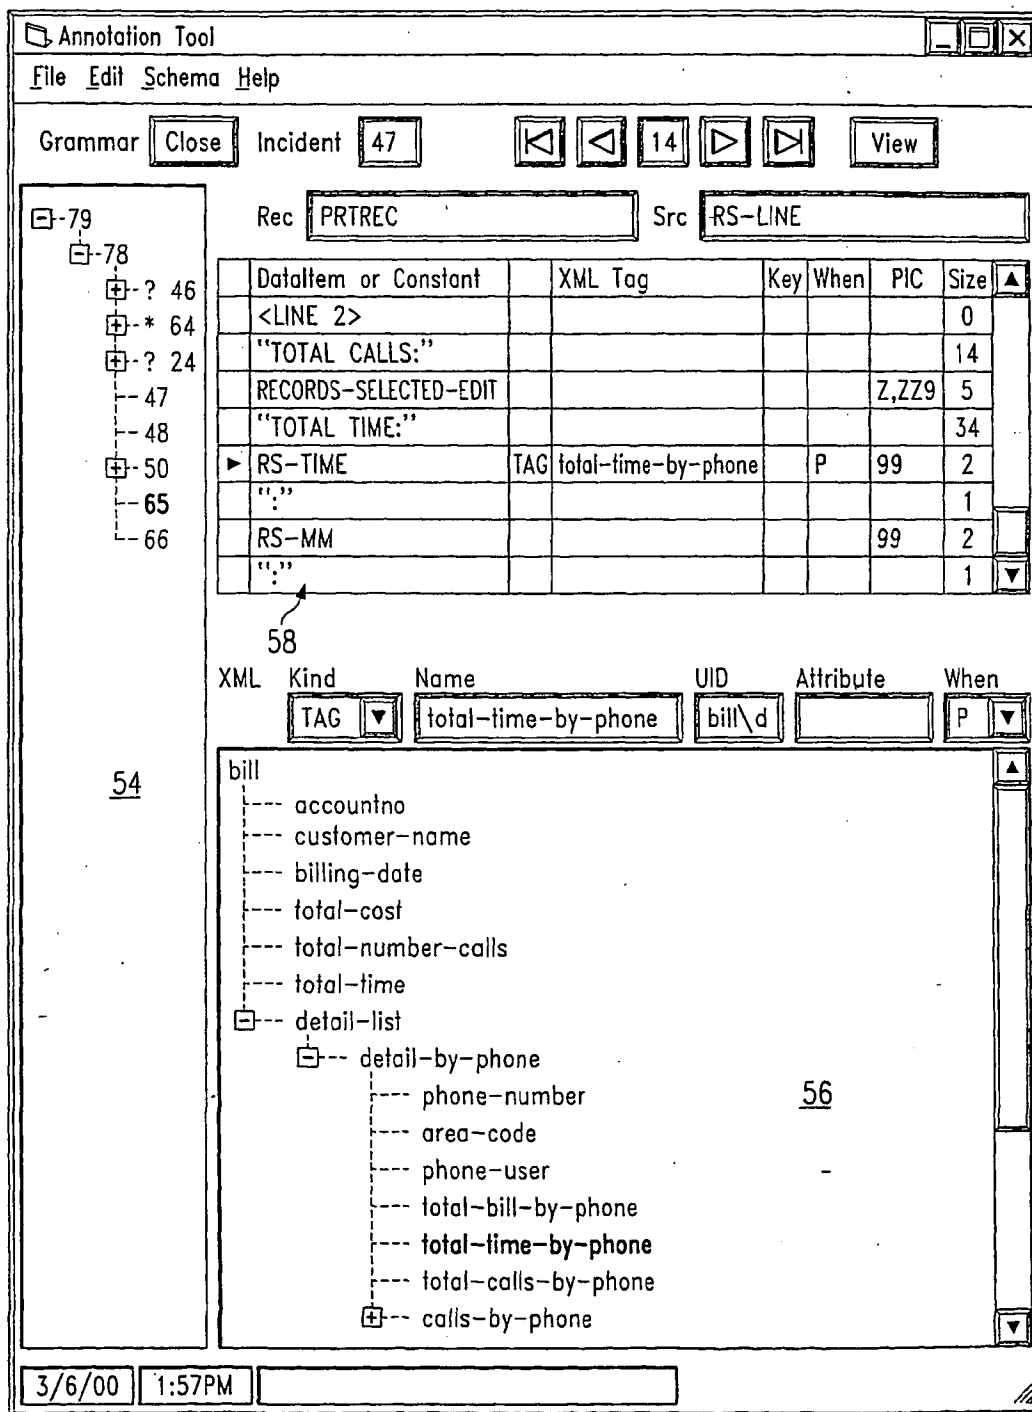 Annotation Tool
File Edit Schema Help
Grammar Close Incident 47 14 View
79
78
? 46
* 64
? 24
47
48
50
65
66
54
Rec PRTREC Src RS-LINE
DataItem or Constant XML Tag Key When PIC Size
<LINE 2> 0
"TOTAL CALLS:" 14
RECORDS-SELECTED-EDIT Z,ZZ9 5
"TOTAL TIME:" 34
RS-TIME TAG total-time-by-phone P 99 2
":" 1
RS-MM 99 2
":" 1
58
XML Kind Name UID Attribute When
TAG total-time-by-phone bill\d P
bill
accountno
customer-name
billing-date
total-cost
total-number-calls
total-time
detail-list
detail-by-phone
phone-number
56
area-code
phone-user
total-bill-by-phone
total-time-by-phone
total-calls-by-phone
calls-by-phone
3/6/00 1:57PM